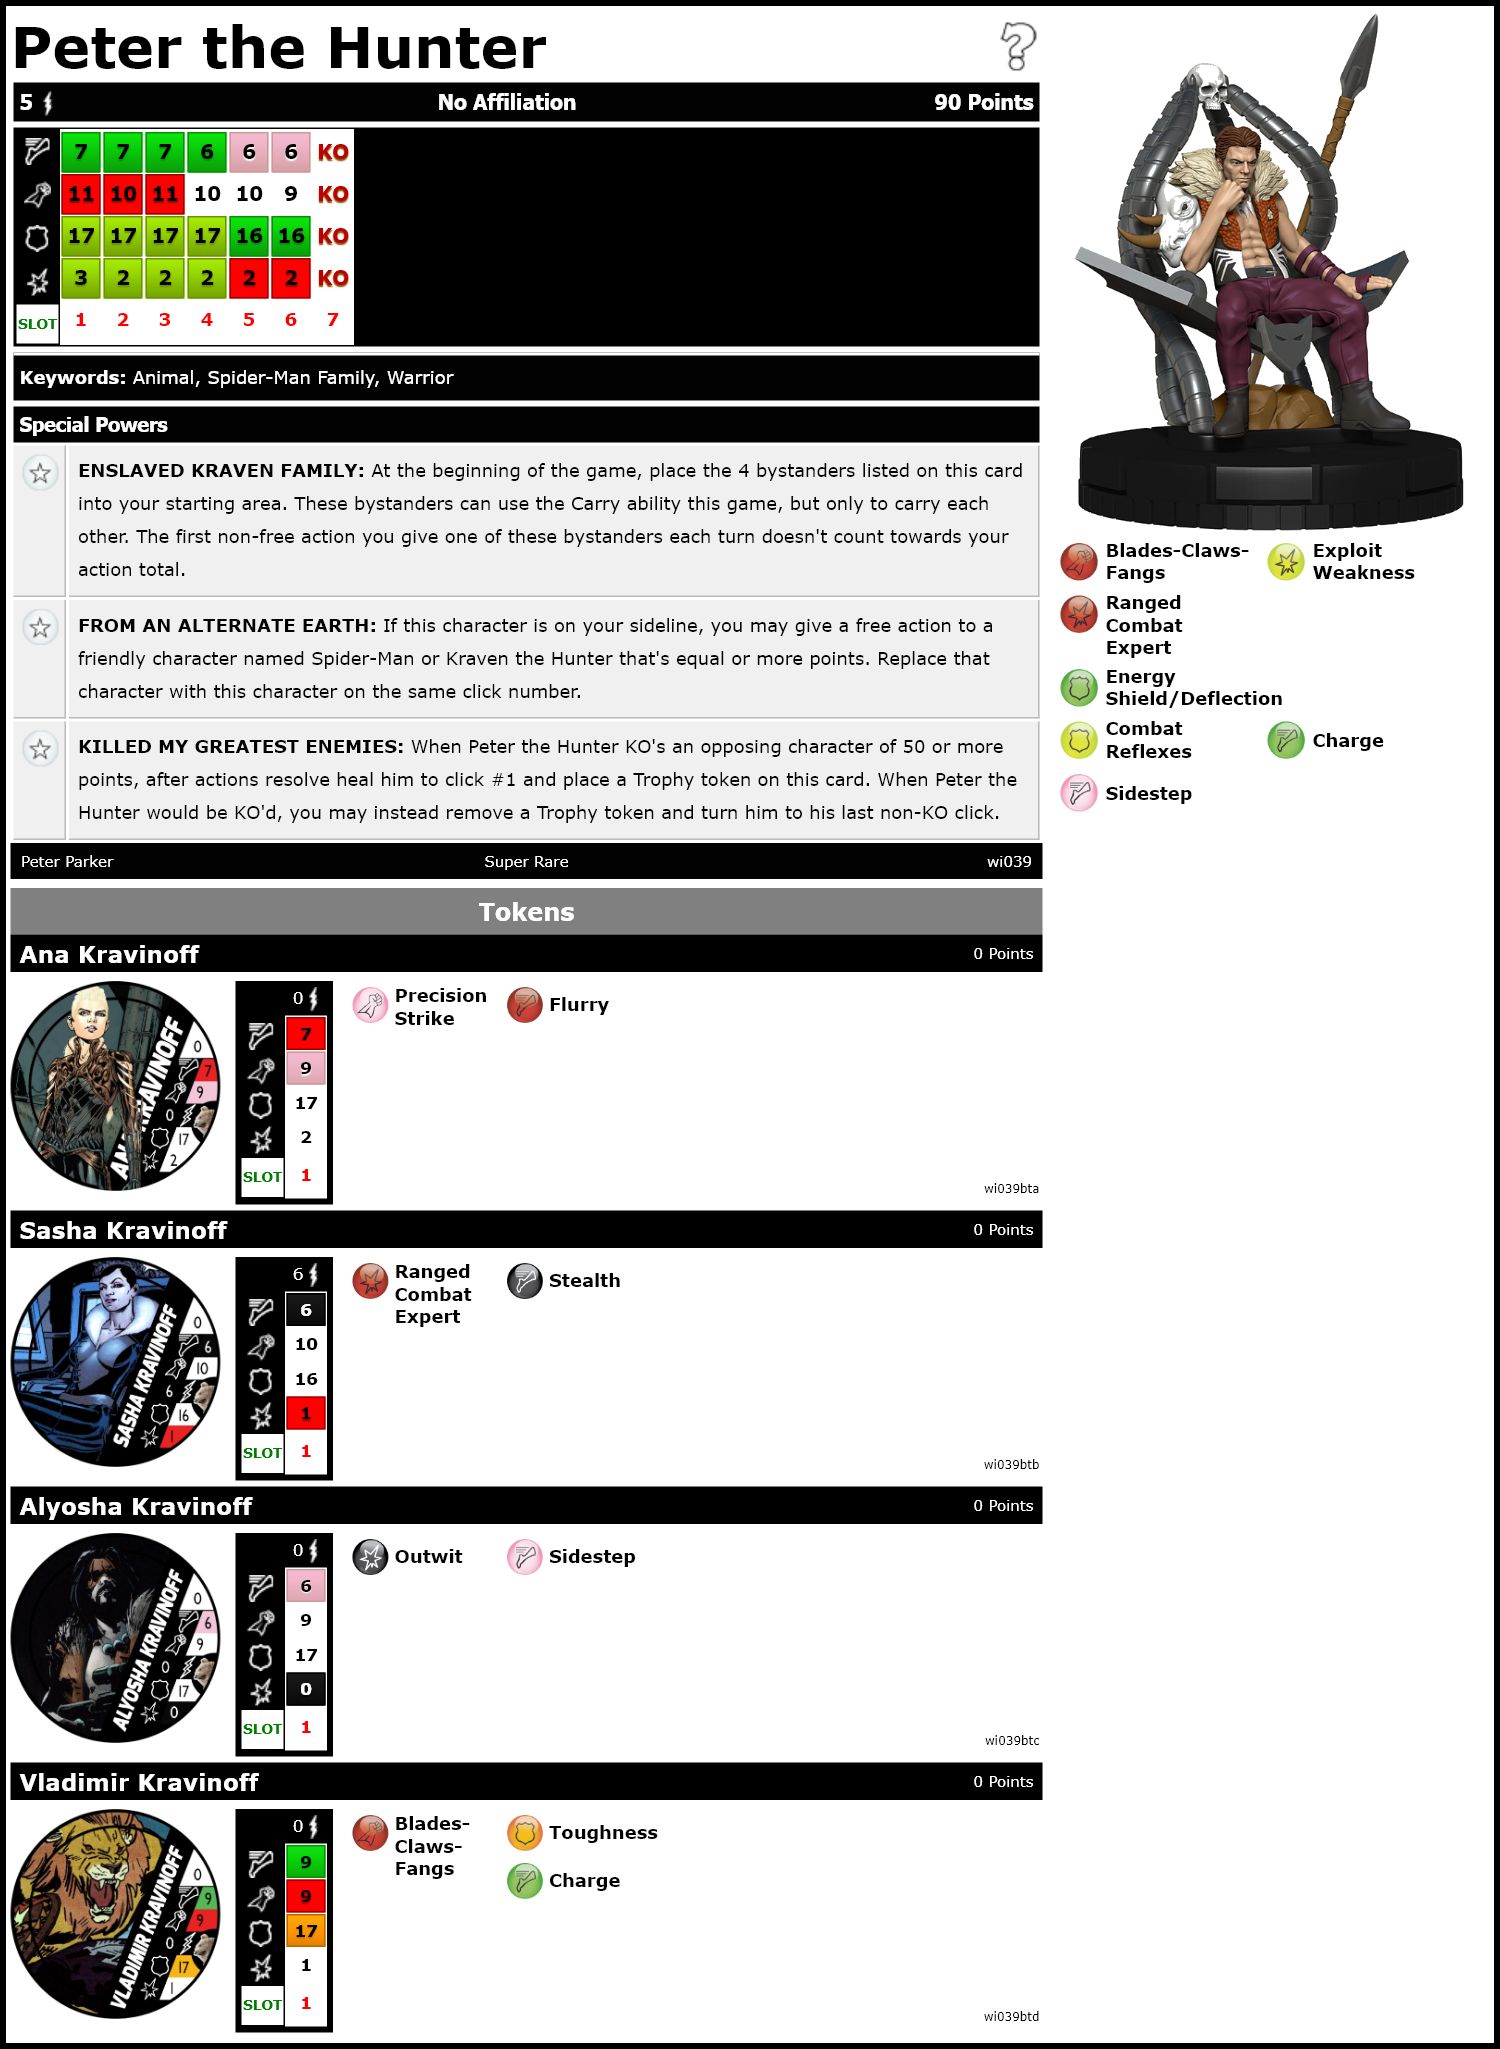 Peter the Hunter
5 No Affiliation 90 Points
7 7 7 6 6 6 KO
11 10 11 10 10 9 KO
17 17 17 17 16 16 KO
3 2 2 2 2 2 KO
SLOT 1 2 3 4 5 6 7
Keywords: Animal, Spider-Man Family, Warrior
Special Powers
ENSLAVED KRAVEN FAMILY: At the beginning of the game, place the 4 bystanders listed on this card
into your starting area. These bystanders can use the Carry ability this game, but only to carry each
other. The first non-free action you give one of these bystanders each turn doesn't count towards your
action total.
FROM AN ALTERNATE EARTH: If this character is on your sideline, you may give a free action to a
friendly character named Spider-Man or Kraven the Hunter that's equal or more points. Replace that
character with this character on the same click number.
KILLED MY GREATEST ENEMIES: When Peter the Hunter KO's an opposing character of 50 or more
points, after actions resolve heal him to click #1 and place a Trophy token on this card. When Peter the
Hunter would be KO'd, you may instead remove a Trophy token and turn him to his last non-KO click.
Peter Parker Super Rare wi039
Blades-Claws-
Fangs
Exploit
Weakness
Ranged
Combat
Expert
Energy
Shield/Deflection
Combat
Reflexes
Charge
Sidestep
Tokens
Ana Kravinoff 0 Points
ANA KRAVINOFF
0
7
9
0
17
2
0
7
9
17
2
SLOT 1
Precision
Strike
Flurry
wi039bta
Sasha Kravinoff 0 Points
SASHA KRAVINOFF
0
6
10
6
16
1
6
6
10
16
1
SLOT 1
Ranged
Combat
Expert
Stealth
wi039btb
Alyosha Kravinoff 0 Points
ALYOSHA KRAVINOFF
0
6
9
0
17
0
0
6
9
17
0
SLOT 1
Outwit
Sidestep
wi039btc
Vladimir Kravinoff 0 Points
VLADIMIR KRAVINOFF
0
9
9
0
17
1
0
9
9
17
1
SLOT 1
Blades-
Claws-
Fangs
Toughness
Charge
wi039btd